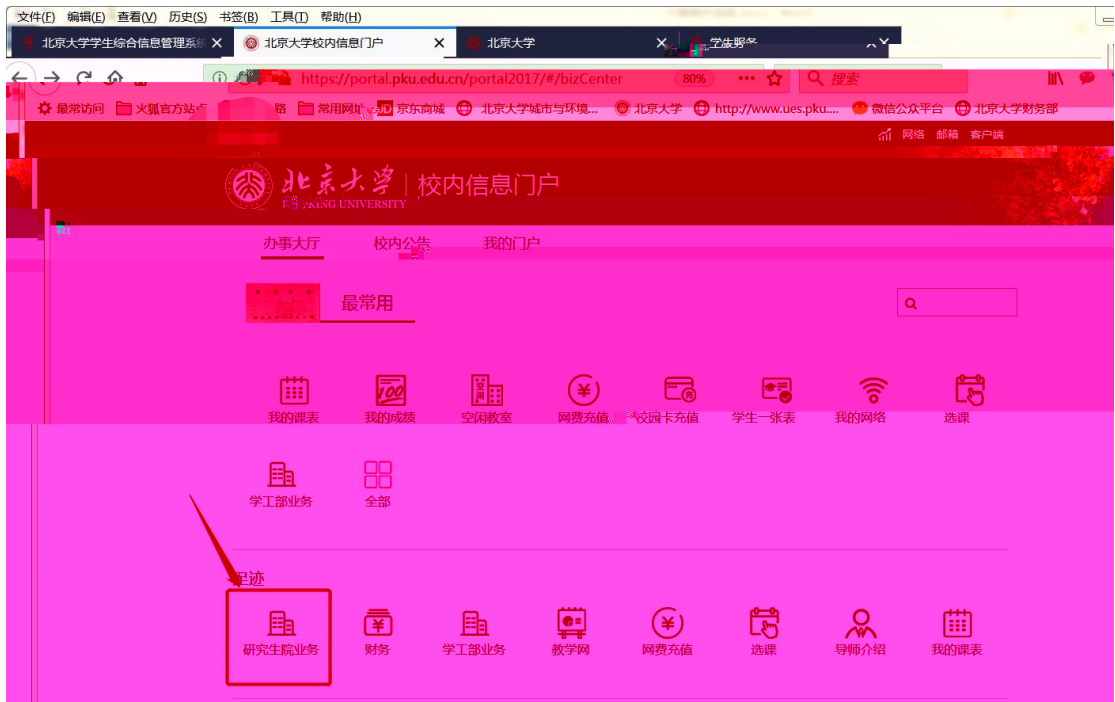 文件(F) 编辑(E) 查看(V) 历史(S) 书签(B) 工具(T) 帮助(H)
北京大学学生综合信息管理系统 北京大学校内信息门户 北京大学
https://portal.pku.edu.cn/portal2017/#/bizCenter 80% 搜索
最常访问 火狐官方站点 常用网址 JD 京东商城 北京大学城市与环境... 北京大学 http://www.ues.pku.... 微信公众平台 北京大学财务部
网络 邮箱 客户端
北京大学 校内信息门户
PEKING UNIVERSITY
办事大厅 校内公告 我的门户
最常用
我的课表 我的成绩 空闲教室 网费充值 校园卡充值 学生一张表 我的网络 选课
学工部业务 全部
足迹
研究生院业务 财务 学工部业务 教学网 网费充值 选课 导师介绍 我的课表